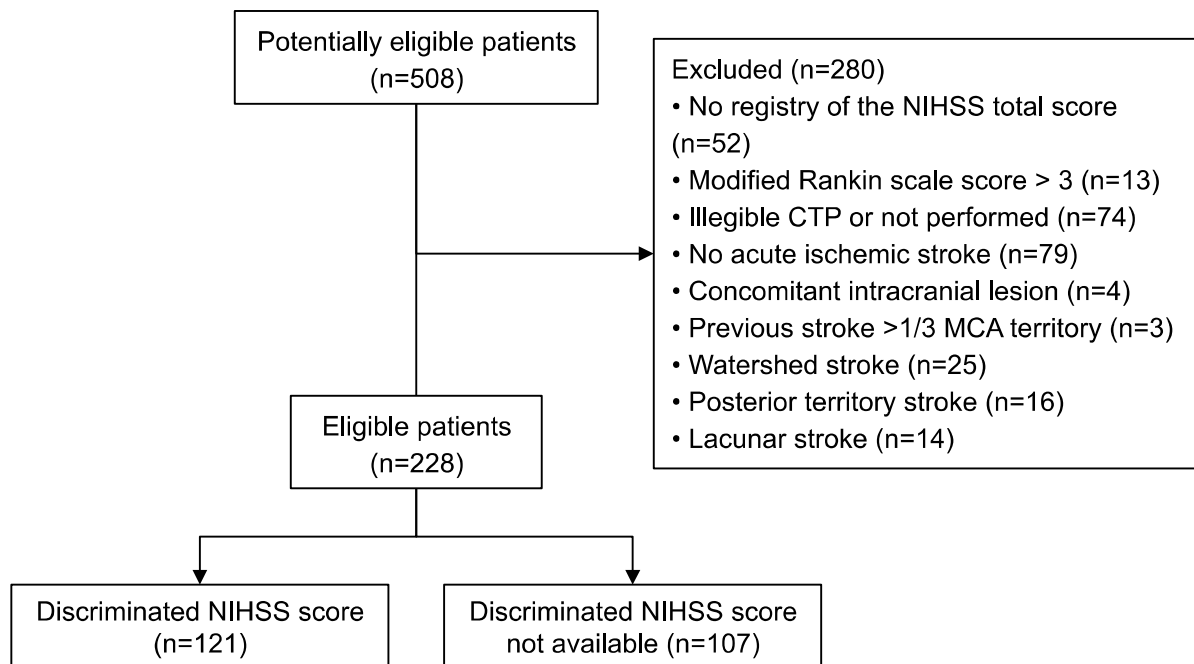 Potentially eligible patients
(n=508)
Excluded (n=280)
• No registry of the NIHSS total score
(n=52)
• Modified Rankin scale score > 3 (n=13)
• Illegible CTP or not performed (n=74)
• No acute ischemic stroke (n=79)
• Concomitant intracranial lesion (n=4)
• Previous stroke >1/3 MCA territory (n=3)
• Watershed stroke (n=25)
• Posterior territory stroke (n=16)
• Lacunar stroke (n=14)
Eligible patients
(n=228)
Discriminated NIHSS score
(n=121)
Discriminated NIHSS score
not available (n=107)